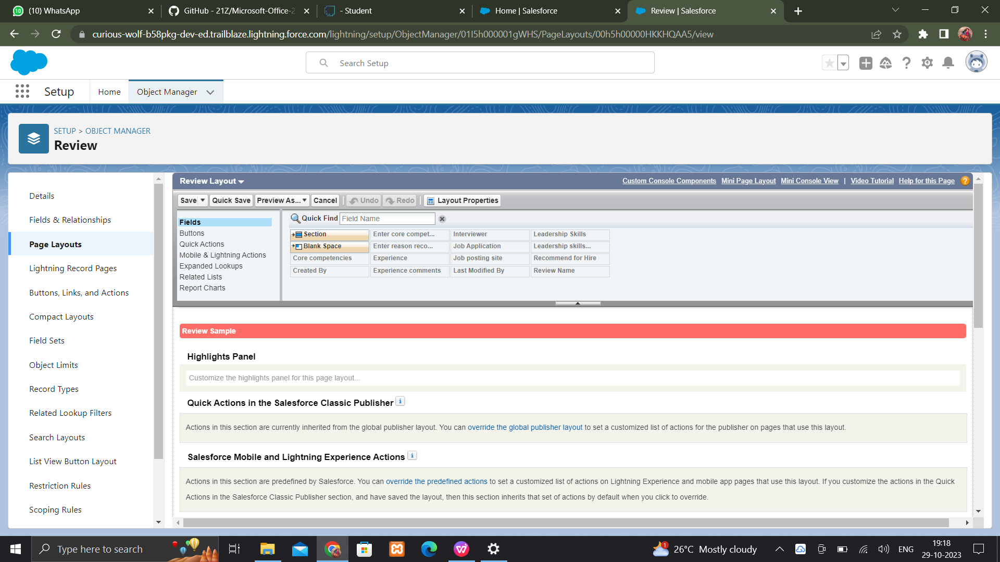 (10) WhatsApp
GitHub - 21Z/Microsoft-Office-2
- Student
Home | Salesforce
Review | Salesforce
curious-wolf-b58pkg-dev-ed.trailblaze.lightning.force.com/lightning/setup/ObjectManager/01I5h000001gWHS/PageLayouts/00h5h00000HKKHQAA5/view
Search Setup
Setup
Home
Object Manager
SETUP > OBJECT MANAGER
Review
Details
Fields & Relationships
Page Layouts
Lightning Record Pages
Buttons, Links, and Actions
Compact Layouts
Field Sets
Object Limits
Record Types
Related Lookup Filters
Search Layouts
List View Button Layout
Restriction Rules
Scoping Rules
Review Layout
Custom Console Components Mini Page Layout Mini Console View | Video Tutorial Help for this Page
Save Quick Save Preview As... Cancel Undo Redo Layout Properties
Fields
Buttons
Quick Actions
Mobile & Lightning Actions
Expanded Lookups
Related Lists
Report Charts
Quick Find Field Name
Section Enter core compet... Interviewer Leadership Skills
Blank Space Enter reason reco... Job Application Leadership skills...
Core competencies Experience Job posting site Recommend for Hire
Created By Experience comments Last Modified By Review Name
Review Sample
Highlights Panel
Customize the highlights panel for this page layout...
Quick Actions in the Salesforce Classic Publisher
Actions in this section are currently inherited from the global publisher layout. You can override the global publisher layout to set a customized list of actions for the publisher on pages that use this layout.
Salesforce Mobile and Lightning Experience Actions
Actions in this section are predefined by Salesforce. You can override the predefined actions to set a customized list of actions on Lightning Experience and mobile app pages that use this layout. If you customize the actions in the Quick
Actions in the Salesforce Classic Publisher section, and have saved the layout, then this section inherits that set of actions by default when you click to override.
Type here to search
26°C Mostly cloudy
ENG
19:18
29-10-2023